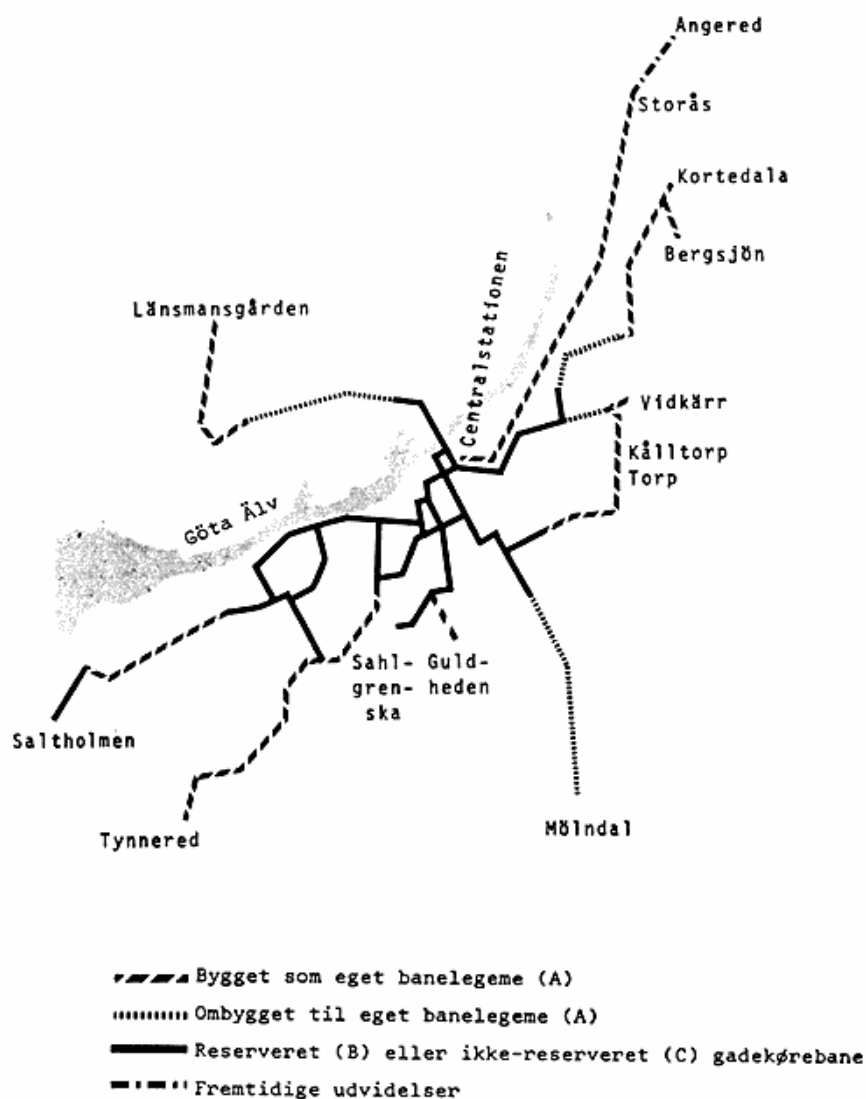 Angered
Storås
Kortedala
Bergsjön
Centralstationen
Länsmansgården
Vidkärr
Kålltorp
Torp
Göta Älv
Sahl-
gren-
ska
Guld-
heden
Saltholmen
Tynnered
Mölndal
Bygget som eget banelegeme (A)
Ombygget til eget banelegeme (A)
Reserveret (B) eller ikke-reserveret (C) gadekørebane
Fremtidige udvidelser